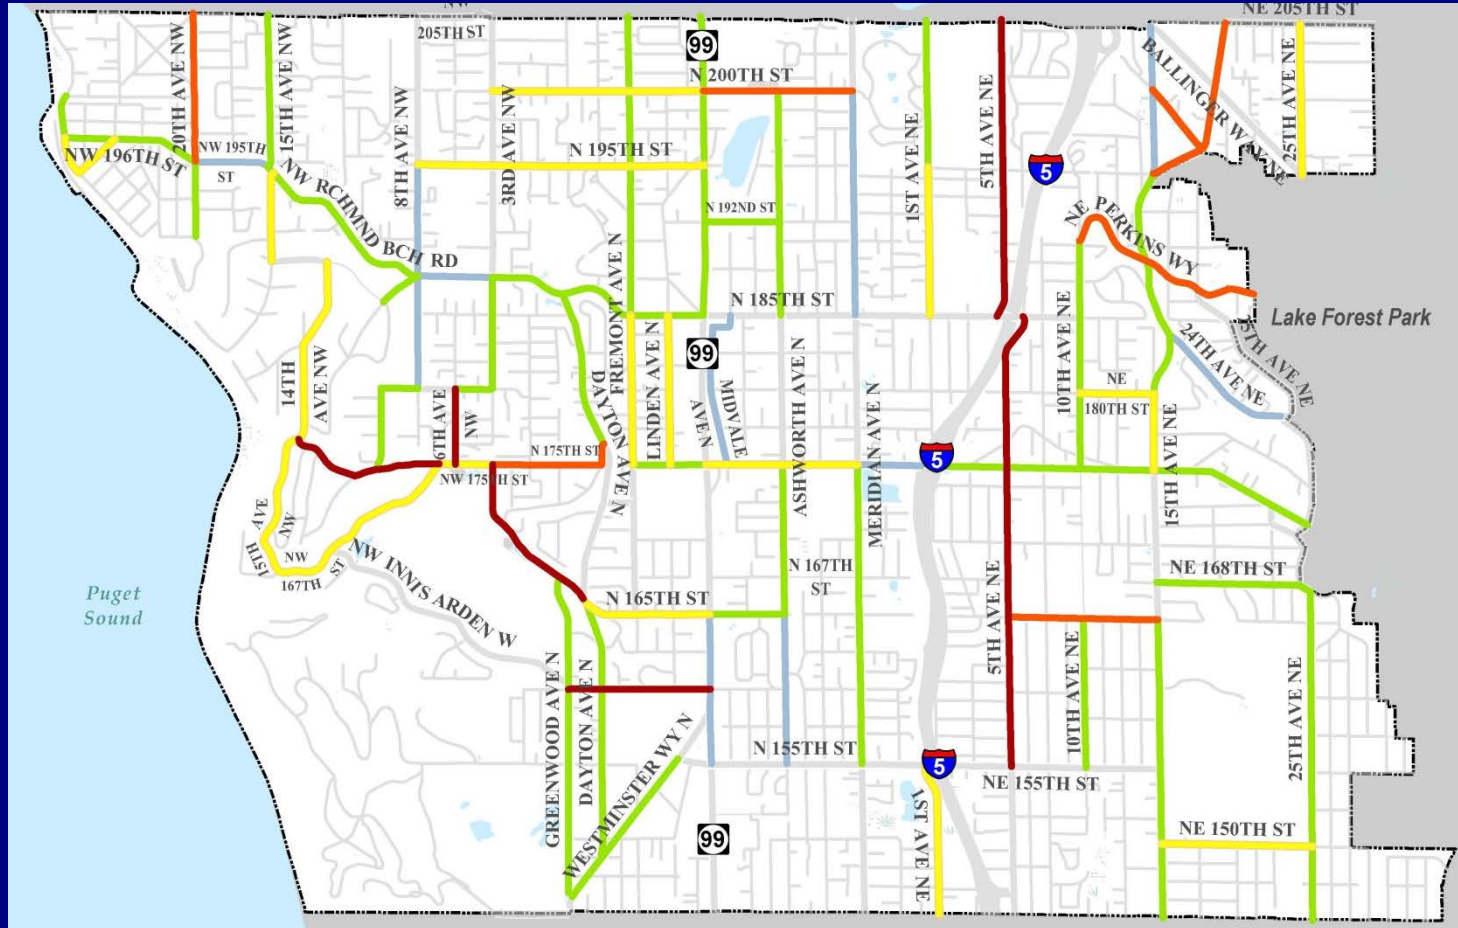 NW
205TH ST
NE 205TH ST
20TH AVE NW
15TH AVE NW
8TH AVE NW
3RD AVE NW
99
N 200TH ST
1ST AVE NE
5TH AVE NE
5
BALLINGER WAY NE
25TH AVE NE
NW 196TH ST
NW 195TH
ST
N 195TH ST
N 192ND ST
NW RCHMND BCH RD
NE PERKINS WY
FREMONT AVE N
N 185TH ST
Lake Forest Park
14TH
AVE NW
6TH AVE
NW
DAYTON AVE N
LINDEN AVE N
99
MIDVALE
AVE N
ASHWORTH AVE N
MERIDIAN AVE N
10TH AVE NE
NE
180TH ST
15TH AVE NE
24TH AVE NE
25TH AVE NE
N 175TH ST
NW 175TH ST
5
15TH
AVE
NW
NW
167TH
ST
NW INNIS ARDEN W
N 165TH ST
N 167TH
ST
5TH AVE NE
10TH AVE NE
NE 168TH ST
Puget
Sound
GREENWOOD AVE N
DAYTON AVE N
WESTMINSTER WY N
N 155TH ST
5
NE 155TH ST
25TH AVE NE
99
1ST AVE NE
NE 150TH ST